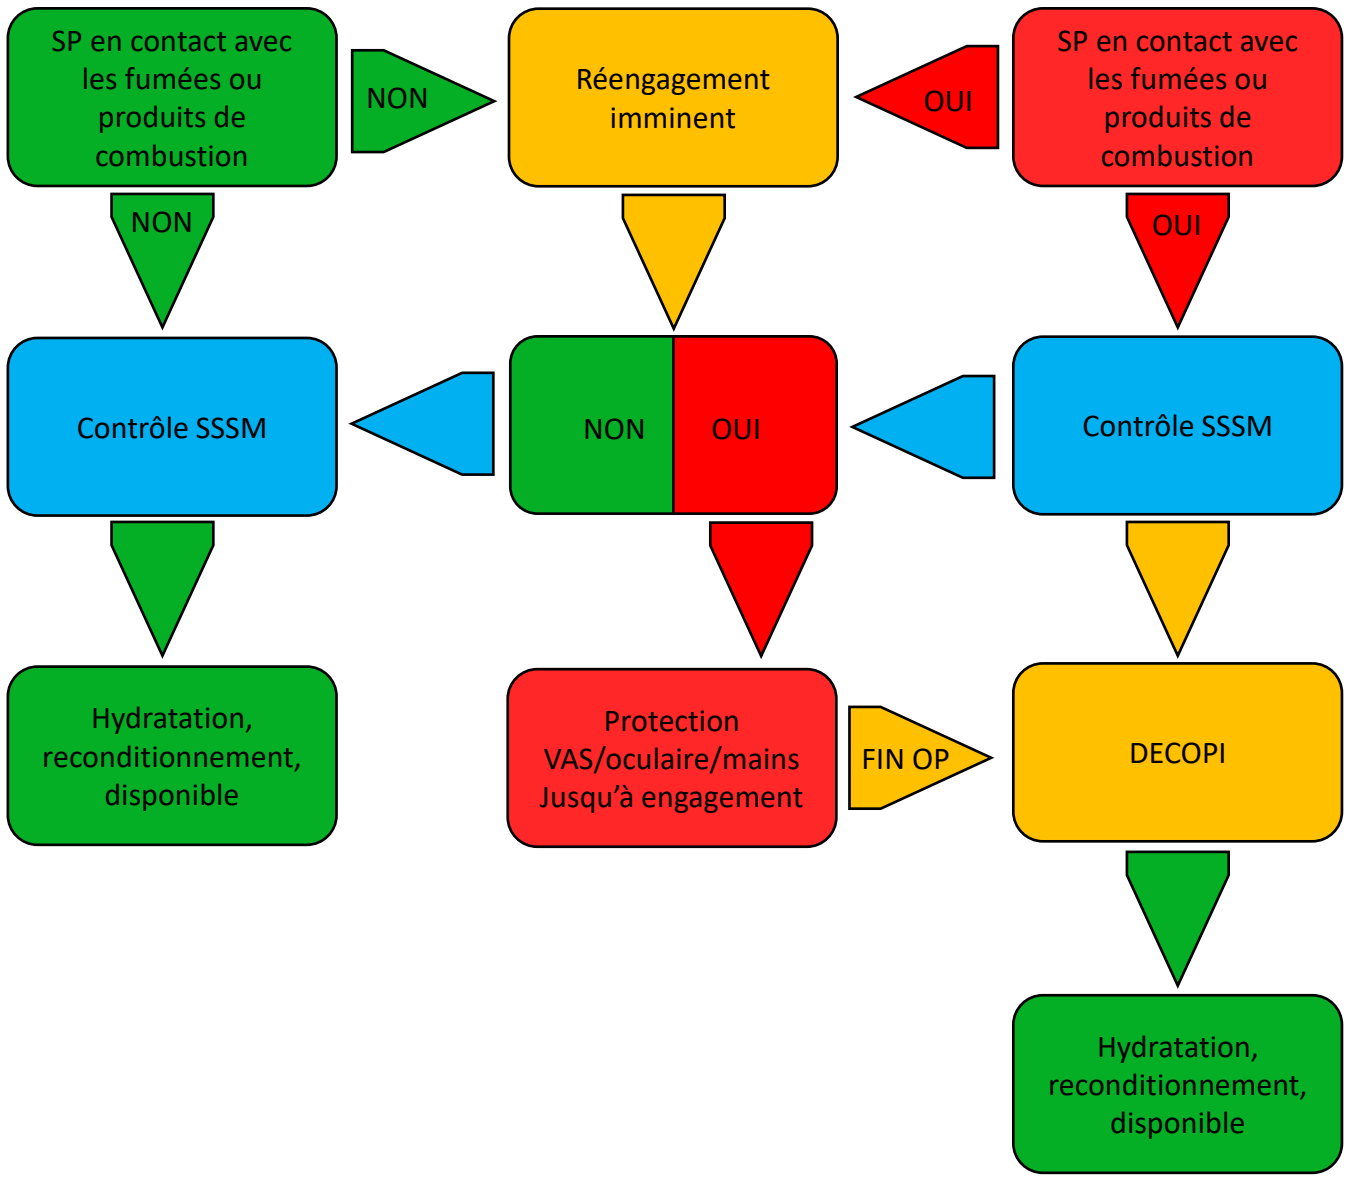 SP en contact avec
les fumées ou
produits de
combustion
NON
Réengagement
imminent
OUI
SP en contact avec
les fumées ou
produits de
combustion
NON
OUI
Contrôle SSSM
NON
OUI
Contrôle SSSM
Hydratation,
reconditionnement,
disponible
Protection
VAS/oculaire/mains
Jusqu'à engagement
FIN OP
DECOPI
Hydratation,
reconditionnement,
disponible